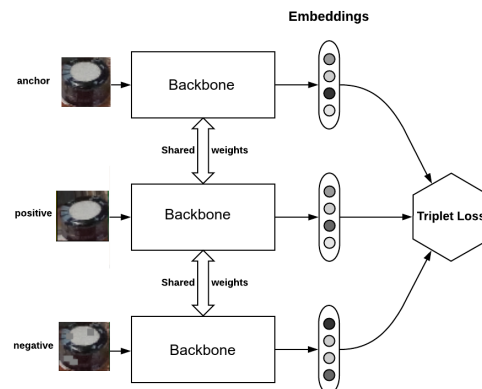 Embeddings
anchor
Backbone
Shared weights
positive
Backbone
Triplet Loss
Shared weights
negative
Backbone